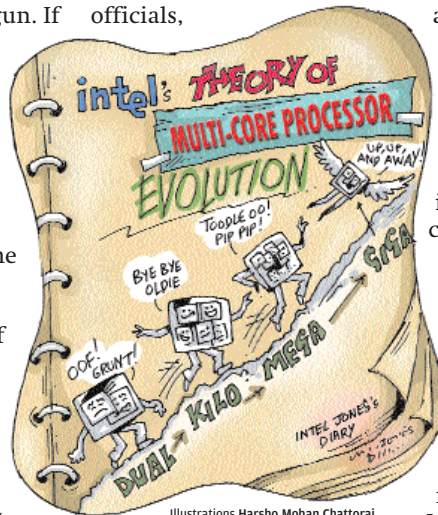 gun. If officials,
intel's THEORY OF
MULTI-CORE PROCESSOR
EVOLUTION
UP, UP,
AND AWAY!
TOODLE OO!
PIP PIP!
BYE BYE
OLDIE
OOF!
GRUNT!
DUAL → KILO → MEGA → GIGA
INTEL JONES'S
DIARY
Illustrations Harsho Mohan Chattoraj